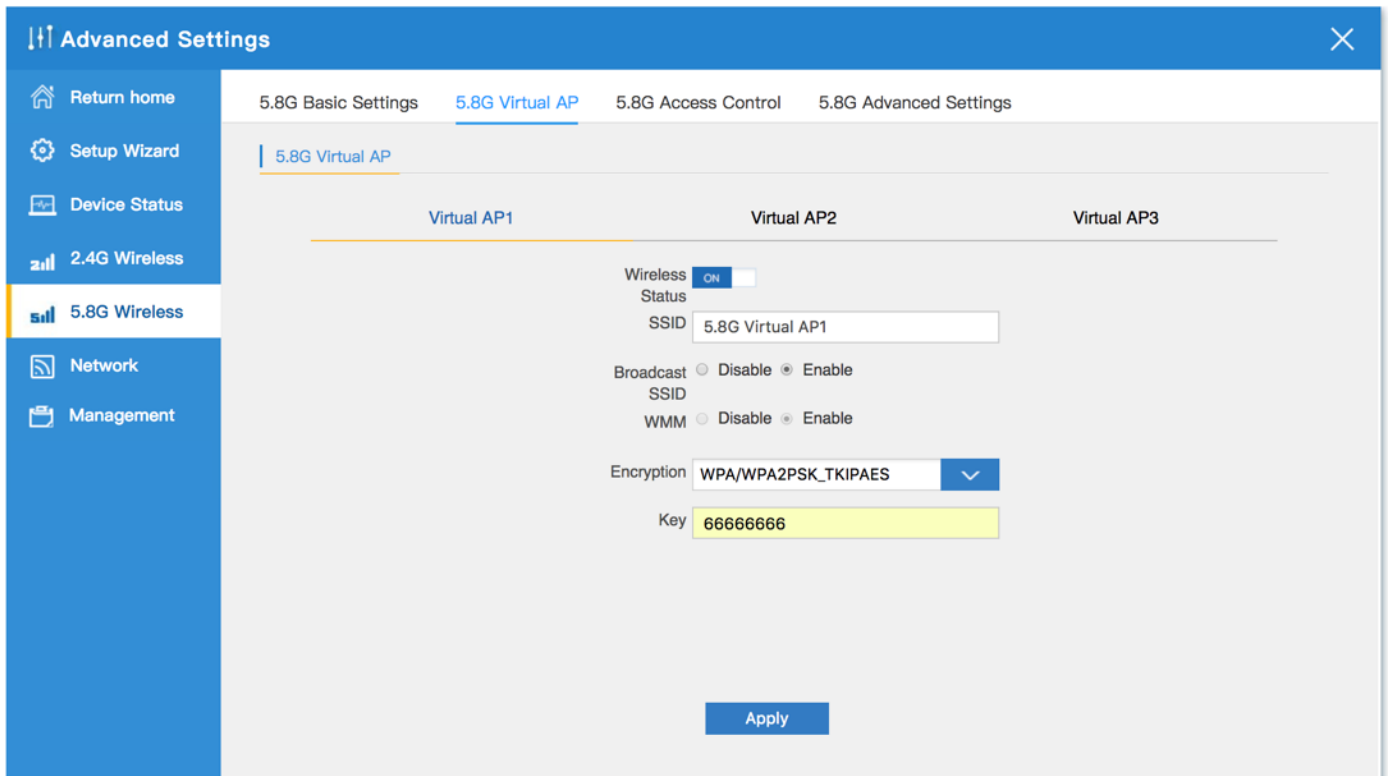 Advanced Settings
Return home
Setup Wizard
Device Status
2.4G Wireless
5.8G Wireless
Network
Management
5.8G Basic Settings 5.8G Virtual AP 5.8G Access Control 5.8G Advanced Settings
5.8G Virtual AP
Virtual AP1 Virtual AP2 Virtual AP3
Wireless Status ON
SSID 5.8G Virtual AP1
Broadcast SSID Disable Enable
WMM Disable Enable
Encryption WPA/WPA2PSK_TKIPAES
Key 66666666
Apply